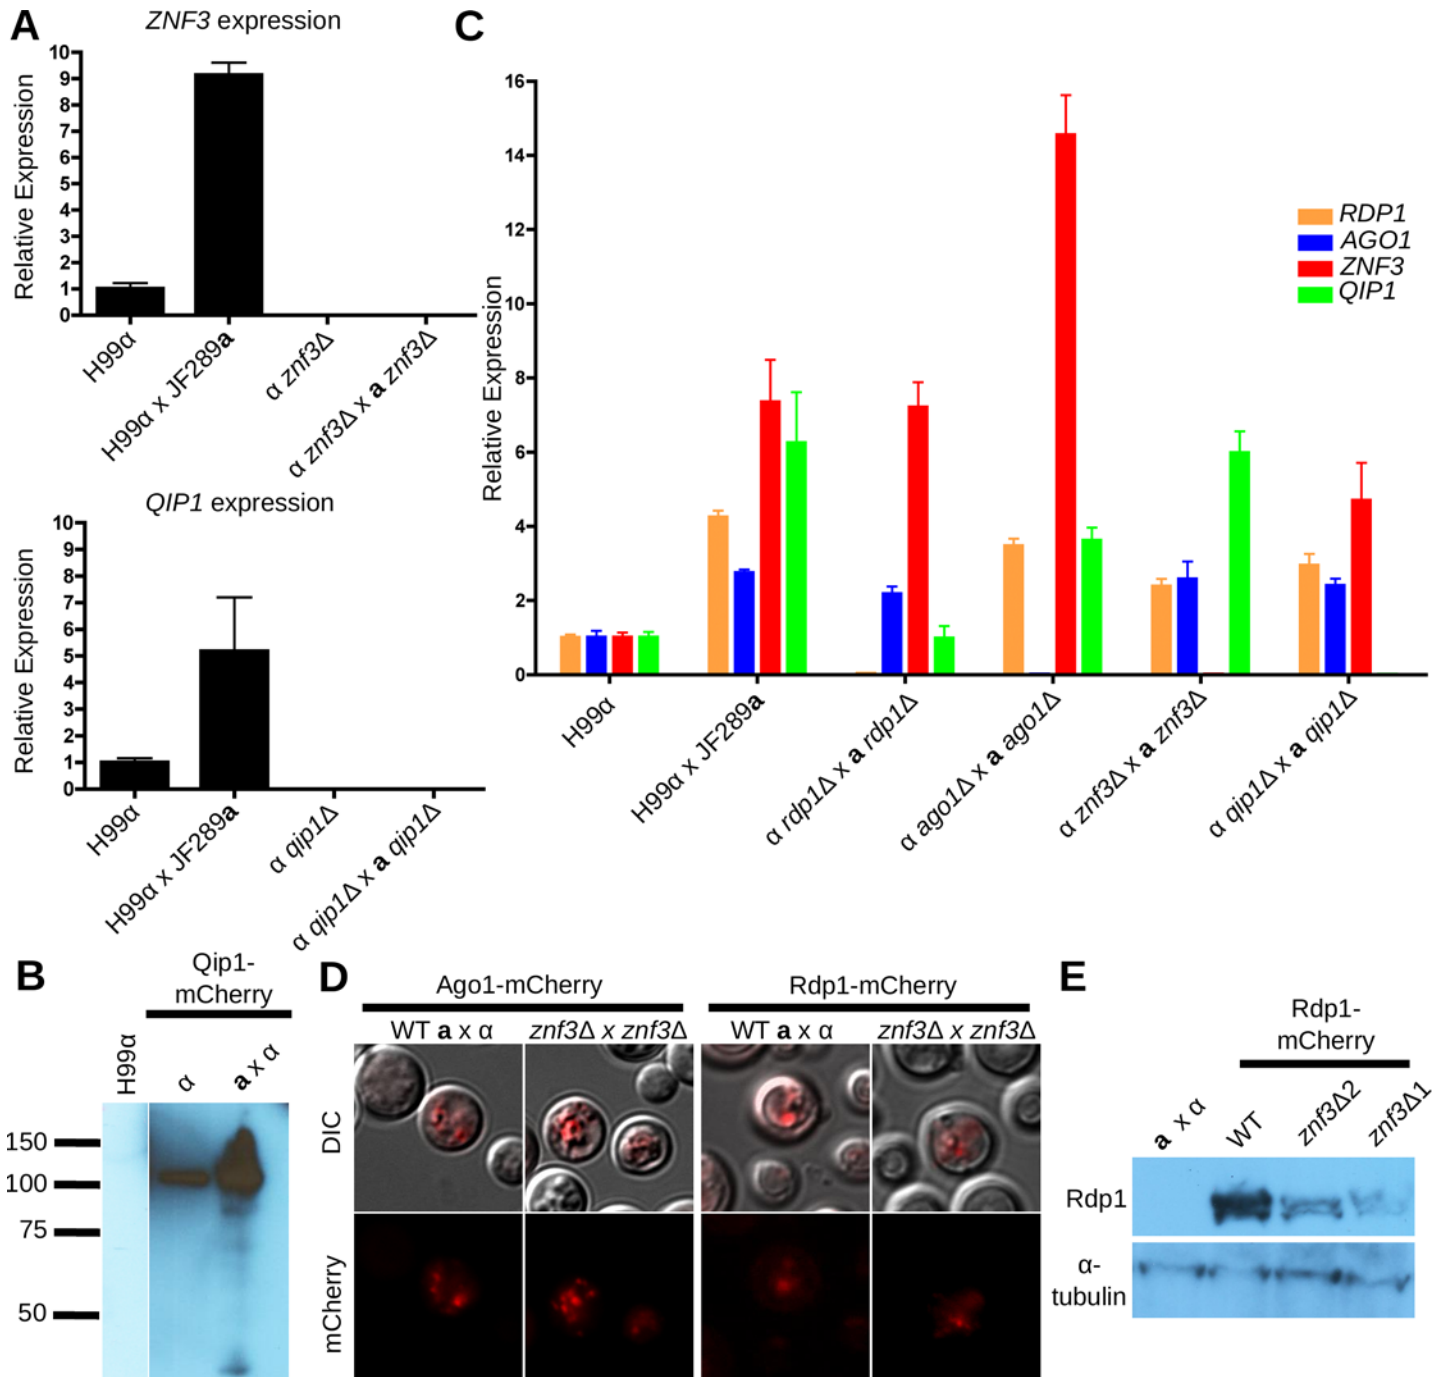 A
ZNF3 expression
Relative Expression
10
9
8
7
6
5
4
3
2
1
0
H99α
H99α x JF289a
α znf3Δ
α znf3Δ x a znf3Δ
QIP1 expression
Relative Expression
10
9
8
7
6
5
4
3
2
1
0
H99α
H99α x JF289a
α qip1Δ
α qip1Δ x a qip1Δ
C
Relative Expression
16
14
12
10
8
6
4
2
0
RDP1
AGO1
ZNF3
QIP1
H99α
H99α x JF289a
α rdp1Δ x a rdp1Δ
α ago1Δ x a ago1Δ
α znf3Δ x a znf3Δ
α qip1Δ x a qip1Δ
B
Qip1-
mCherry
H99α
α
a x α
150
100
75
50
D
Ago1-mCherry
Rdp1-mCherry
WT a x α
znf3Δ x znf3Δ
WT a x α
znf3Δ x znf3Δ
DIC
mCherry
E
Rdp1-
mCherry
a x α
WT
znf3Δ2
znf3Δ1
Rdp1
α-
tubulin